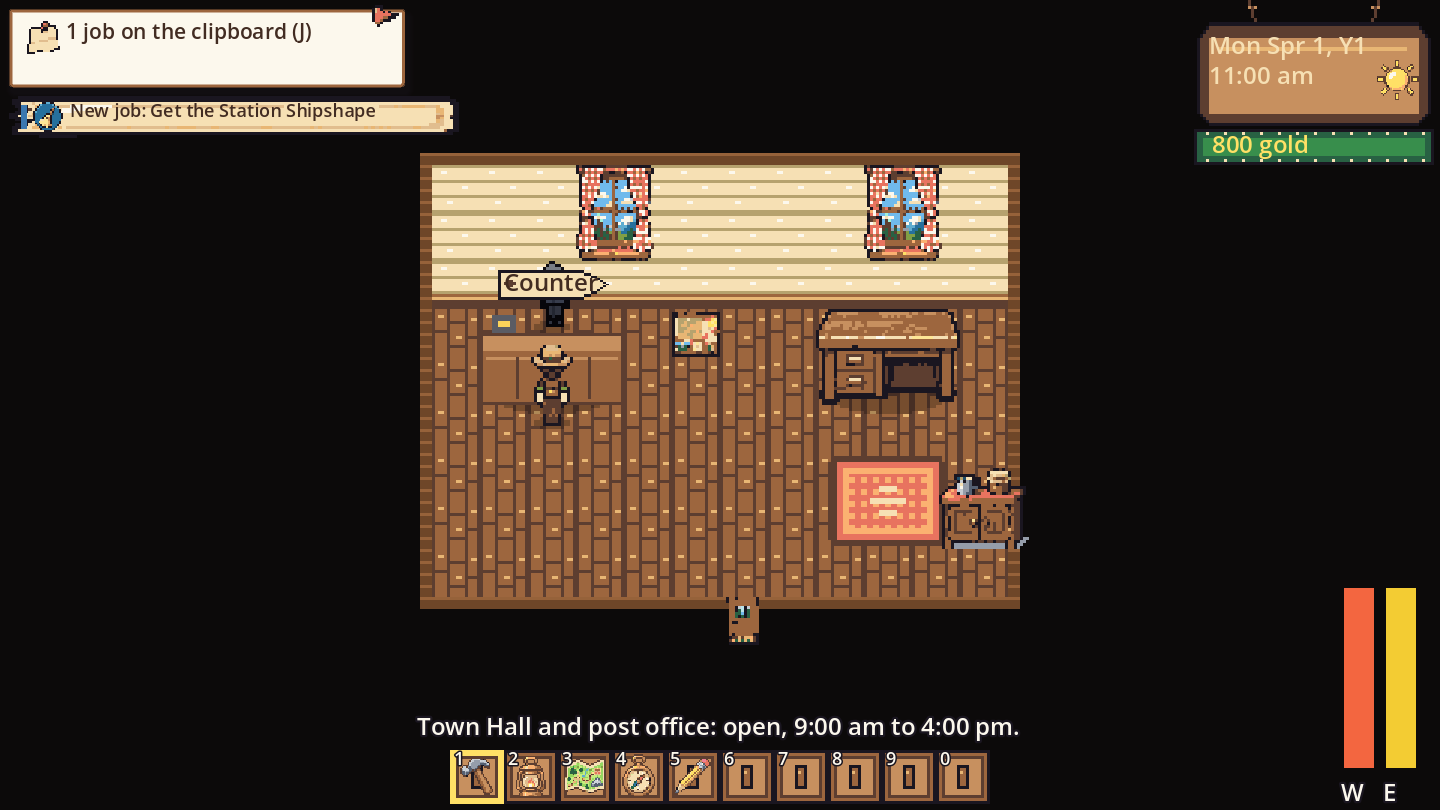 1 job on the clipboard (J)
New job: Get the Station Shipshape
Mon Spr 1, Y1
11:00 am
800 gold
Counter
Town Hall and post office: open, 9:00 am to 4:00 pm.
1 2 3 4 5 6 7 8 9 0
W E